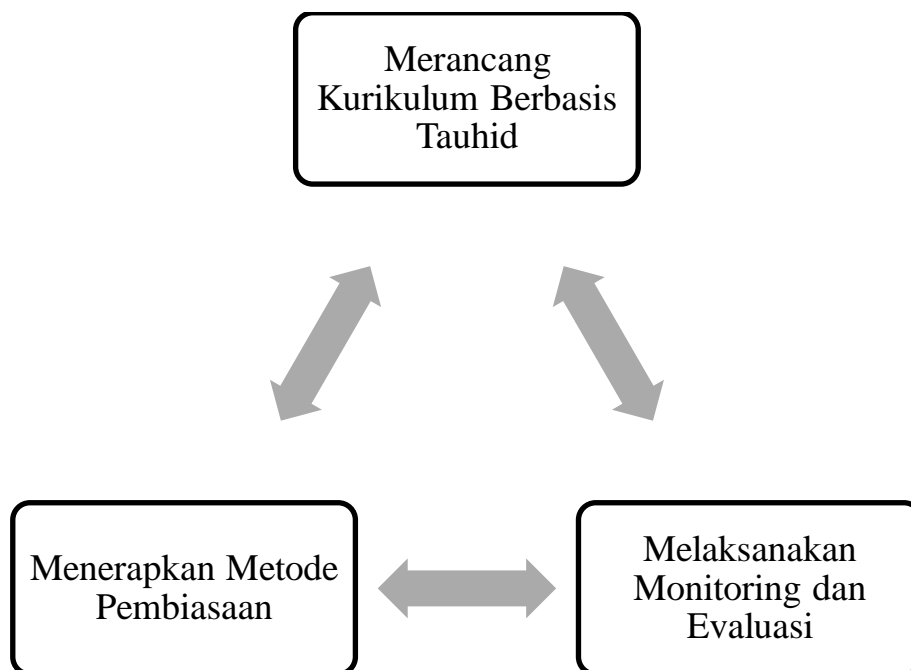 Merancang
Kurikulum Berbasis
Tauhid
Menerapkan Metode
Pembiasaan
Melaksanakan
Monitoring dan
Evaluasi